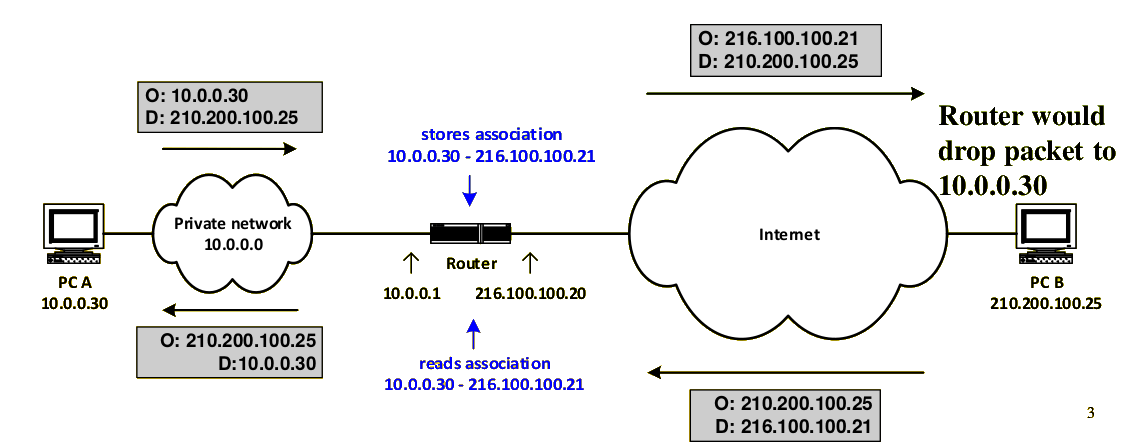 O: 216.100.100.21
D: 210.200.100.25
O: 10.0.0.30
D: 210.200.100.25
Router would
drop packet to
10.0.0.30
stores association
10.0.0.30 - 216.100.100.21
Private network
10.0.0.0
Internet
Router
PC A
10.0.0.30
10.0.0.1
216.100.100.20
PC B
210.200.100.25
O: 210.200.100.25
D:10.0.0.30
reads association
10.0.0.30 - 216.100.100.21
O: 210.200.100.25
D: 216.100.100.21
3